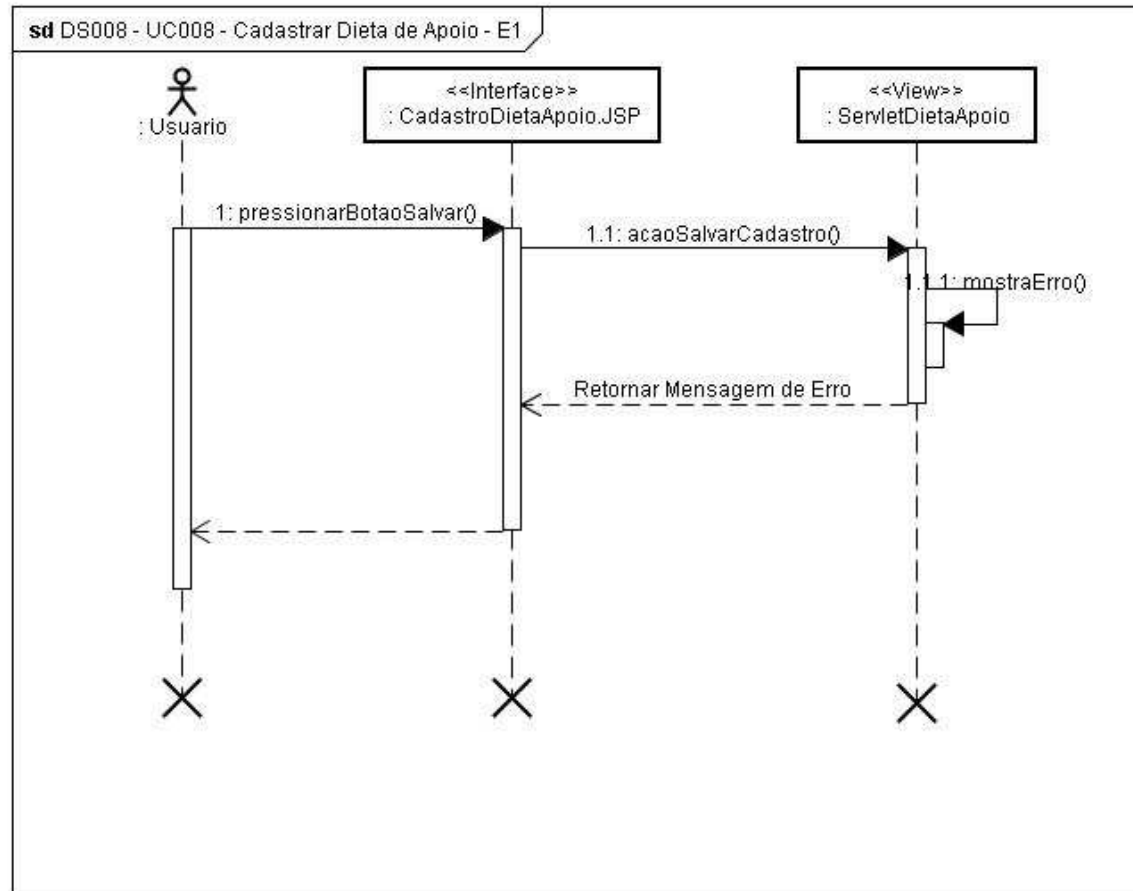 sd DS008 - UC008 - Cadastrar Dieta de Apoio - E1
: Usuario
<<Interface>>
: CadastroDietaApoio.JSP
<<View>>
: ServletDietaApoio
1: pressionarBotaoSalvar()
1.1: acaoSalvarCadastro()
1.1.1: mostraErro()
Retornar Mensagem de Erro